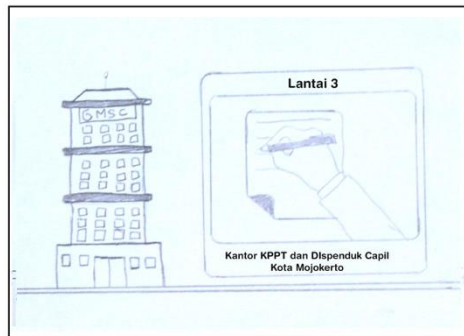 GMSC
Lantai 3
Kantor KPPT dan DIspenduk Capil
Kota Mojokerto